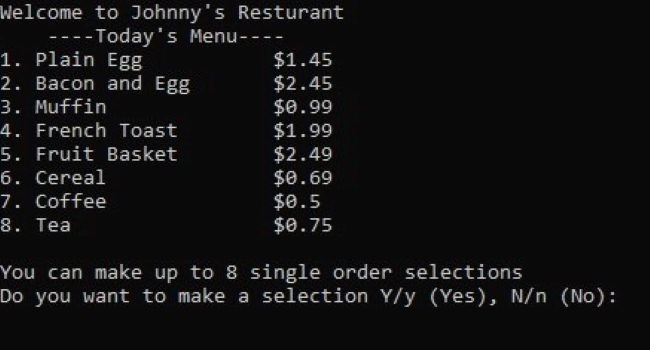 Welcome to Johnny's Resturant
----Today's Menu----
1. Plain Egg $1.45
2. Bacon and Egg $2.45
3. Muffin $0.99
4. French Toast $1.99
5. Fruit Basket $2.49
6. Cereal $0.69
7. Coffee $0.5
8. Tea $0.75
You can make up to 8 single order selections
Do you want to make a selection Y/y (Yes), N/n (No):